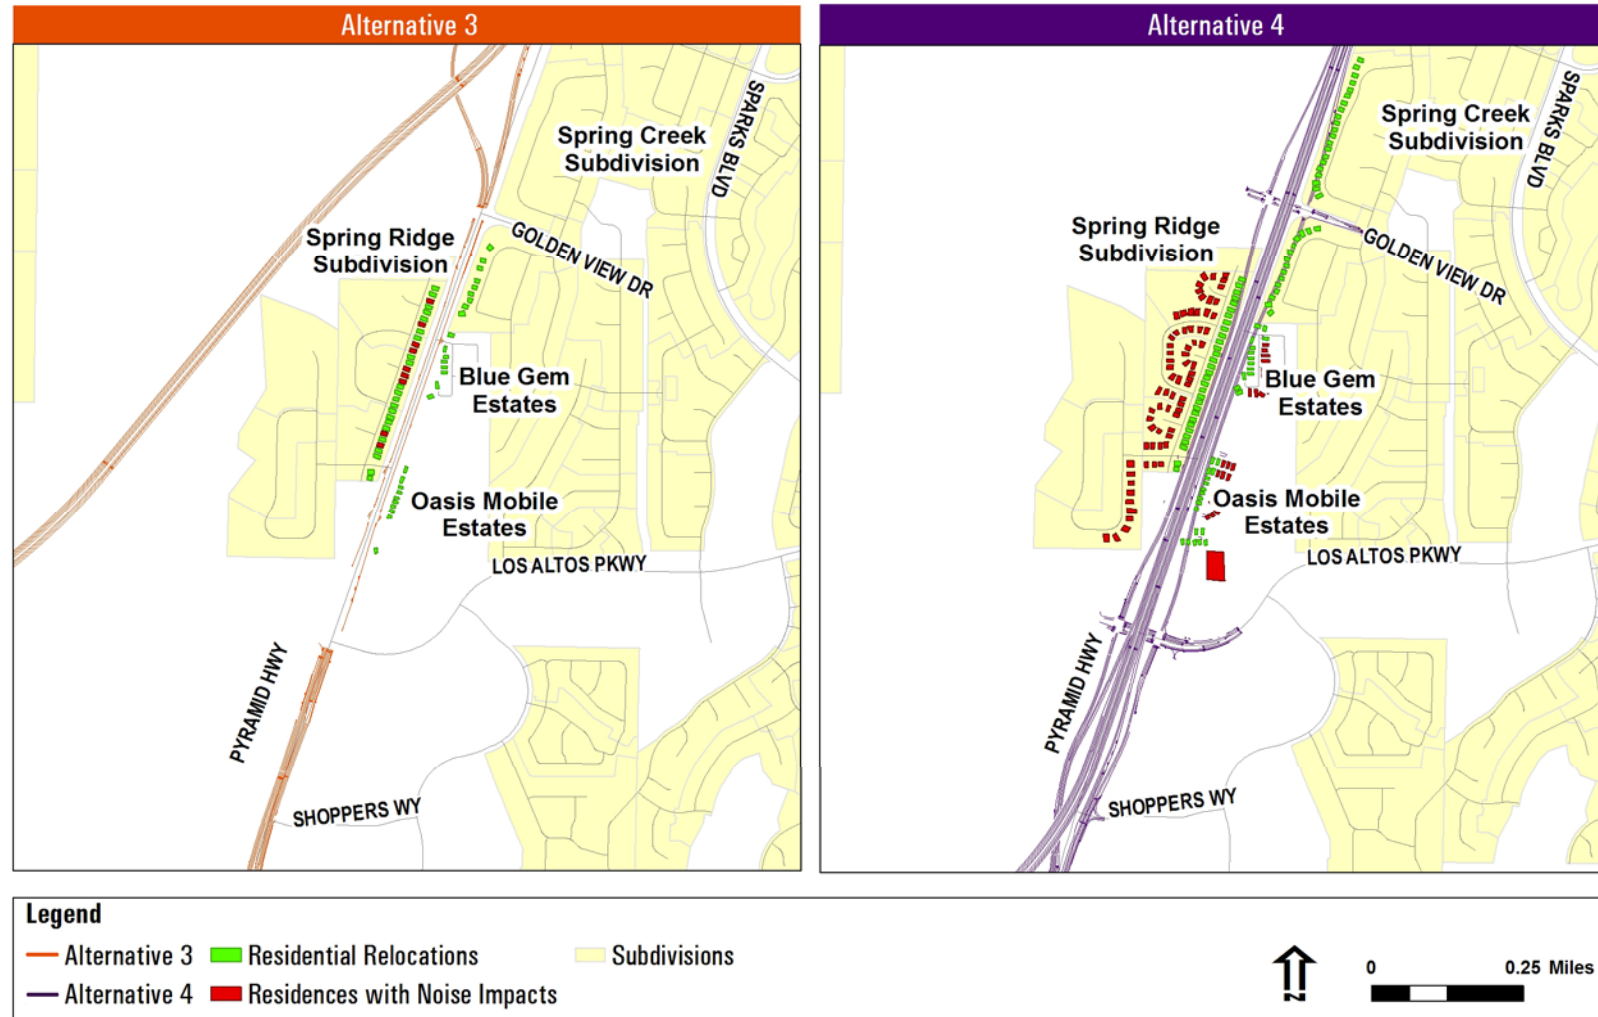 Alternative 3
SPARKS BLVD
Spring Creek
Subdivision
GOLDEN VIEW DR
Spring Ridge
Subdivision
Blue Gem
Estates
Oasis Mobile
Estates
LOS ALTOS PKWY
PYRAMID HWY
SHOPPERS WY
Alternative 4
SPARKS BLVD
Spring Creek
Subdivision
Spring Ridge
Subdivision
GOLDEN VIEW DR
Blue Gem
Estates
Oasis Mobile
Estates
LOS ALTOS PKWY
PYRAMID HWY
SHOPPERS WY
Legend
Alternative 3
Residential Relocations
Subdivisions
Alternative 4
Residences with Noise Impacts
N
0 0.25 Miles